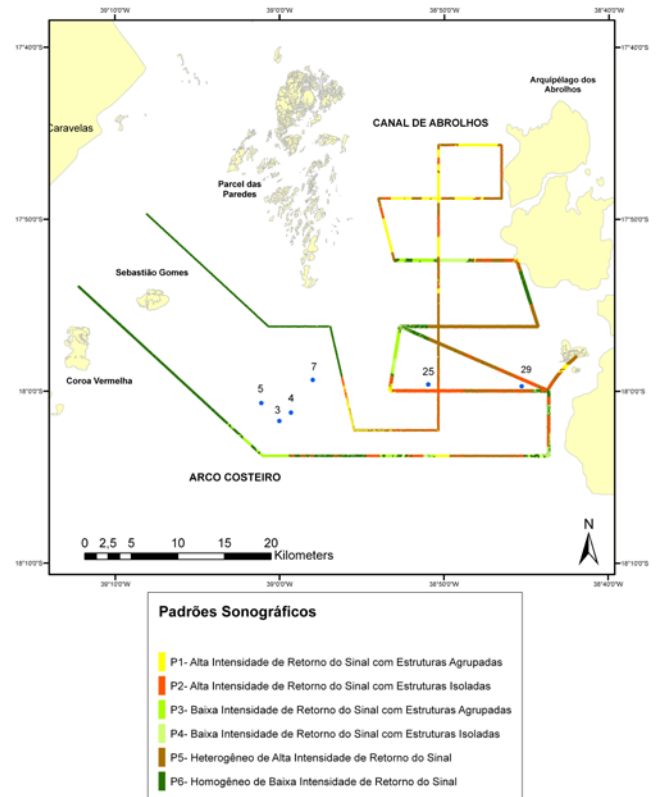 39°10'0"W 39°0'0"W 38°50'0"W 38°40'0"W
17°40'0"S 17°40'0"S
Arquipélago dos
Abrolhos
Caravelas
CANAL DE ABROLHOS
Parcel das
Paredes
17°50'0"S 17°50'0"S
Sebastião Gomes
Coroa Vermelha
7
25
29
5
4
3
18°0'0"S 18°0'0"S
ARCO COSTEIRO
N
0 2,5 5 10 15 20
Kilometers
18°10'0"S 18°10'0"S
39°10'0"W 39°0'0"W 38°50'0"W 38°40'0"W
Padrões Sonográficos
P1- Alta Intensidade de Retorno do Sinal com Estruturas Agrupadas
P2- Alta Intensidade de Retorno do Sinal com Estruturas Isoladas
P3- Baixa Intensidade de Retorno do Sinal com Estruturas Agrupadas
P4- Baixa Intensidade de Retorno do Sinal com Estruturas Isoladas
P5- Heterogêneo de Alta Intensidade de Retorno do Sinal
P6- Homogêneo de Baixa Intensidade de Retorno do Sinal